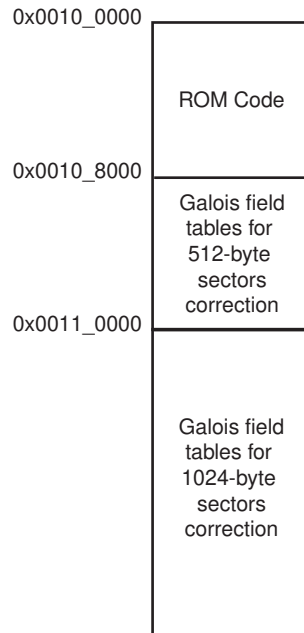 0x0010_0000
ROM Code
0x0010_8000
Galois field
tables for
512-byte
sectors
correction
0x0011_0000
Galois field
tables for
1024-byte
sectors
correction